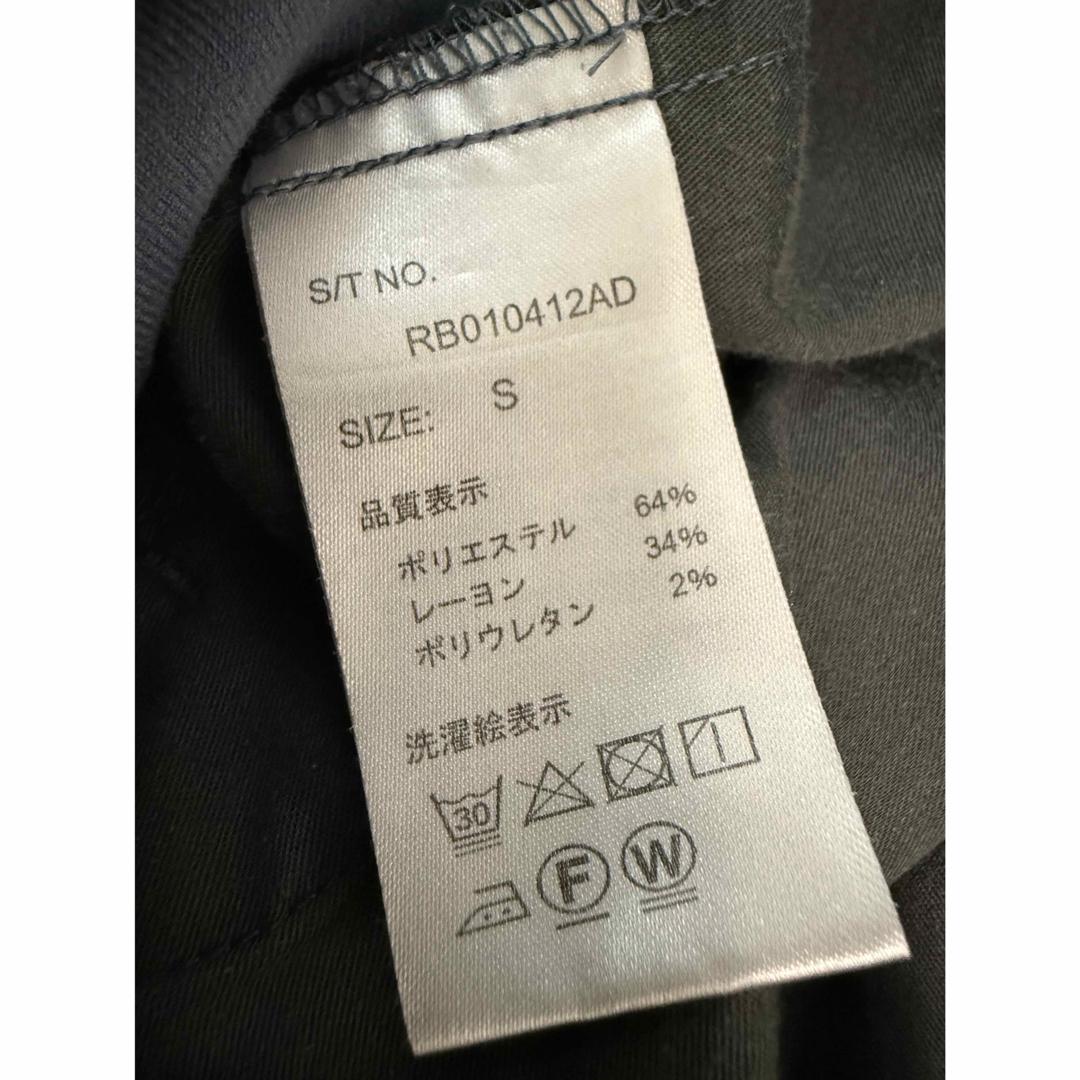 S/T NO.
RB010412AD
SIZE: S
品質表示
ポリエステル 64%
レーヨン 34%
ポリウレタン 2%
洗濯絵表示
30
F W